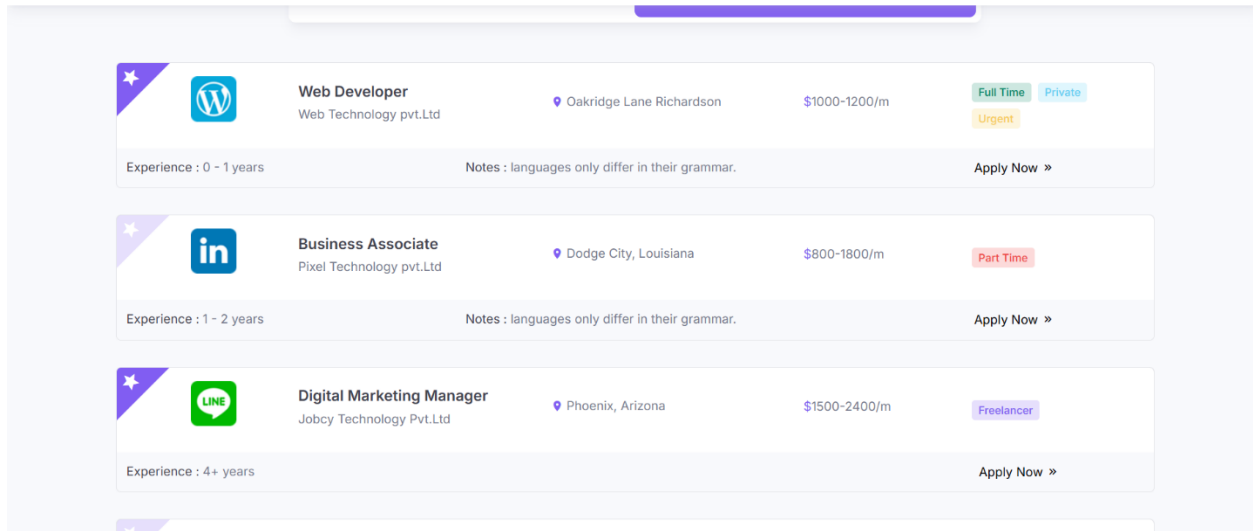 Web Developer
Web Technology pvt.Ltd
Oakridge Lane Richardson
$1000-1200/m
Full Time Private
Urgent
Experience : 0 - 1 years
Notes : languages only differ in their grammar.
Apply Now »
in
Business Associate
Pixel Technology pvt.Ltd
Dodge City, Louisiana
$800-1800/m
Part Time
Experience : 1 - 2 years
Notes : languages only differ in their grammar.
Apply Now »
LINE
Digital Marketing Manager
Jobcy Technology Pvt.Ltd
Phoenix, Arizona
$1500-2400/m
Freelancer
Experience : 4+ years
Apply Now »